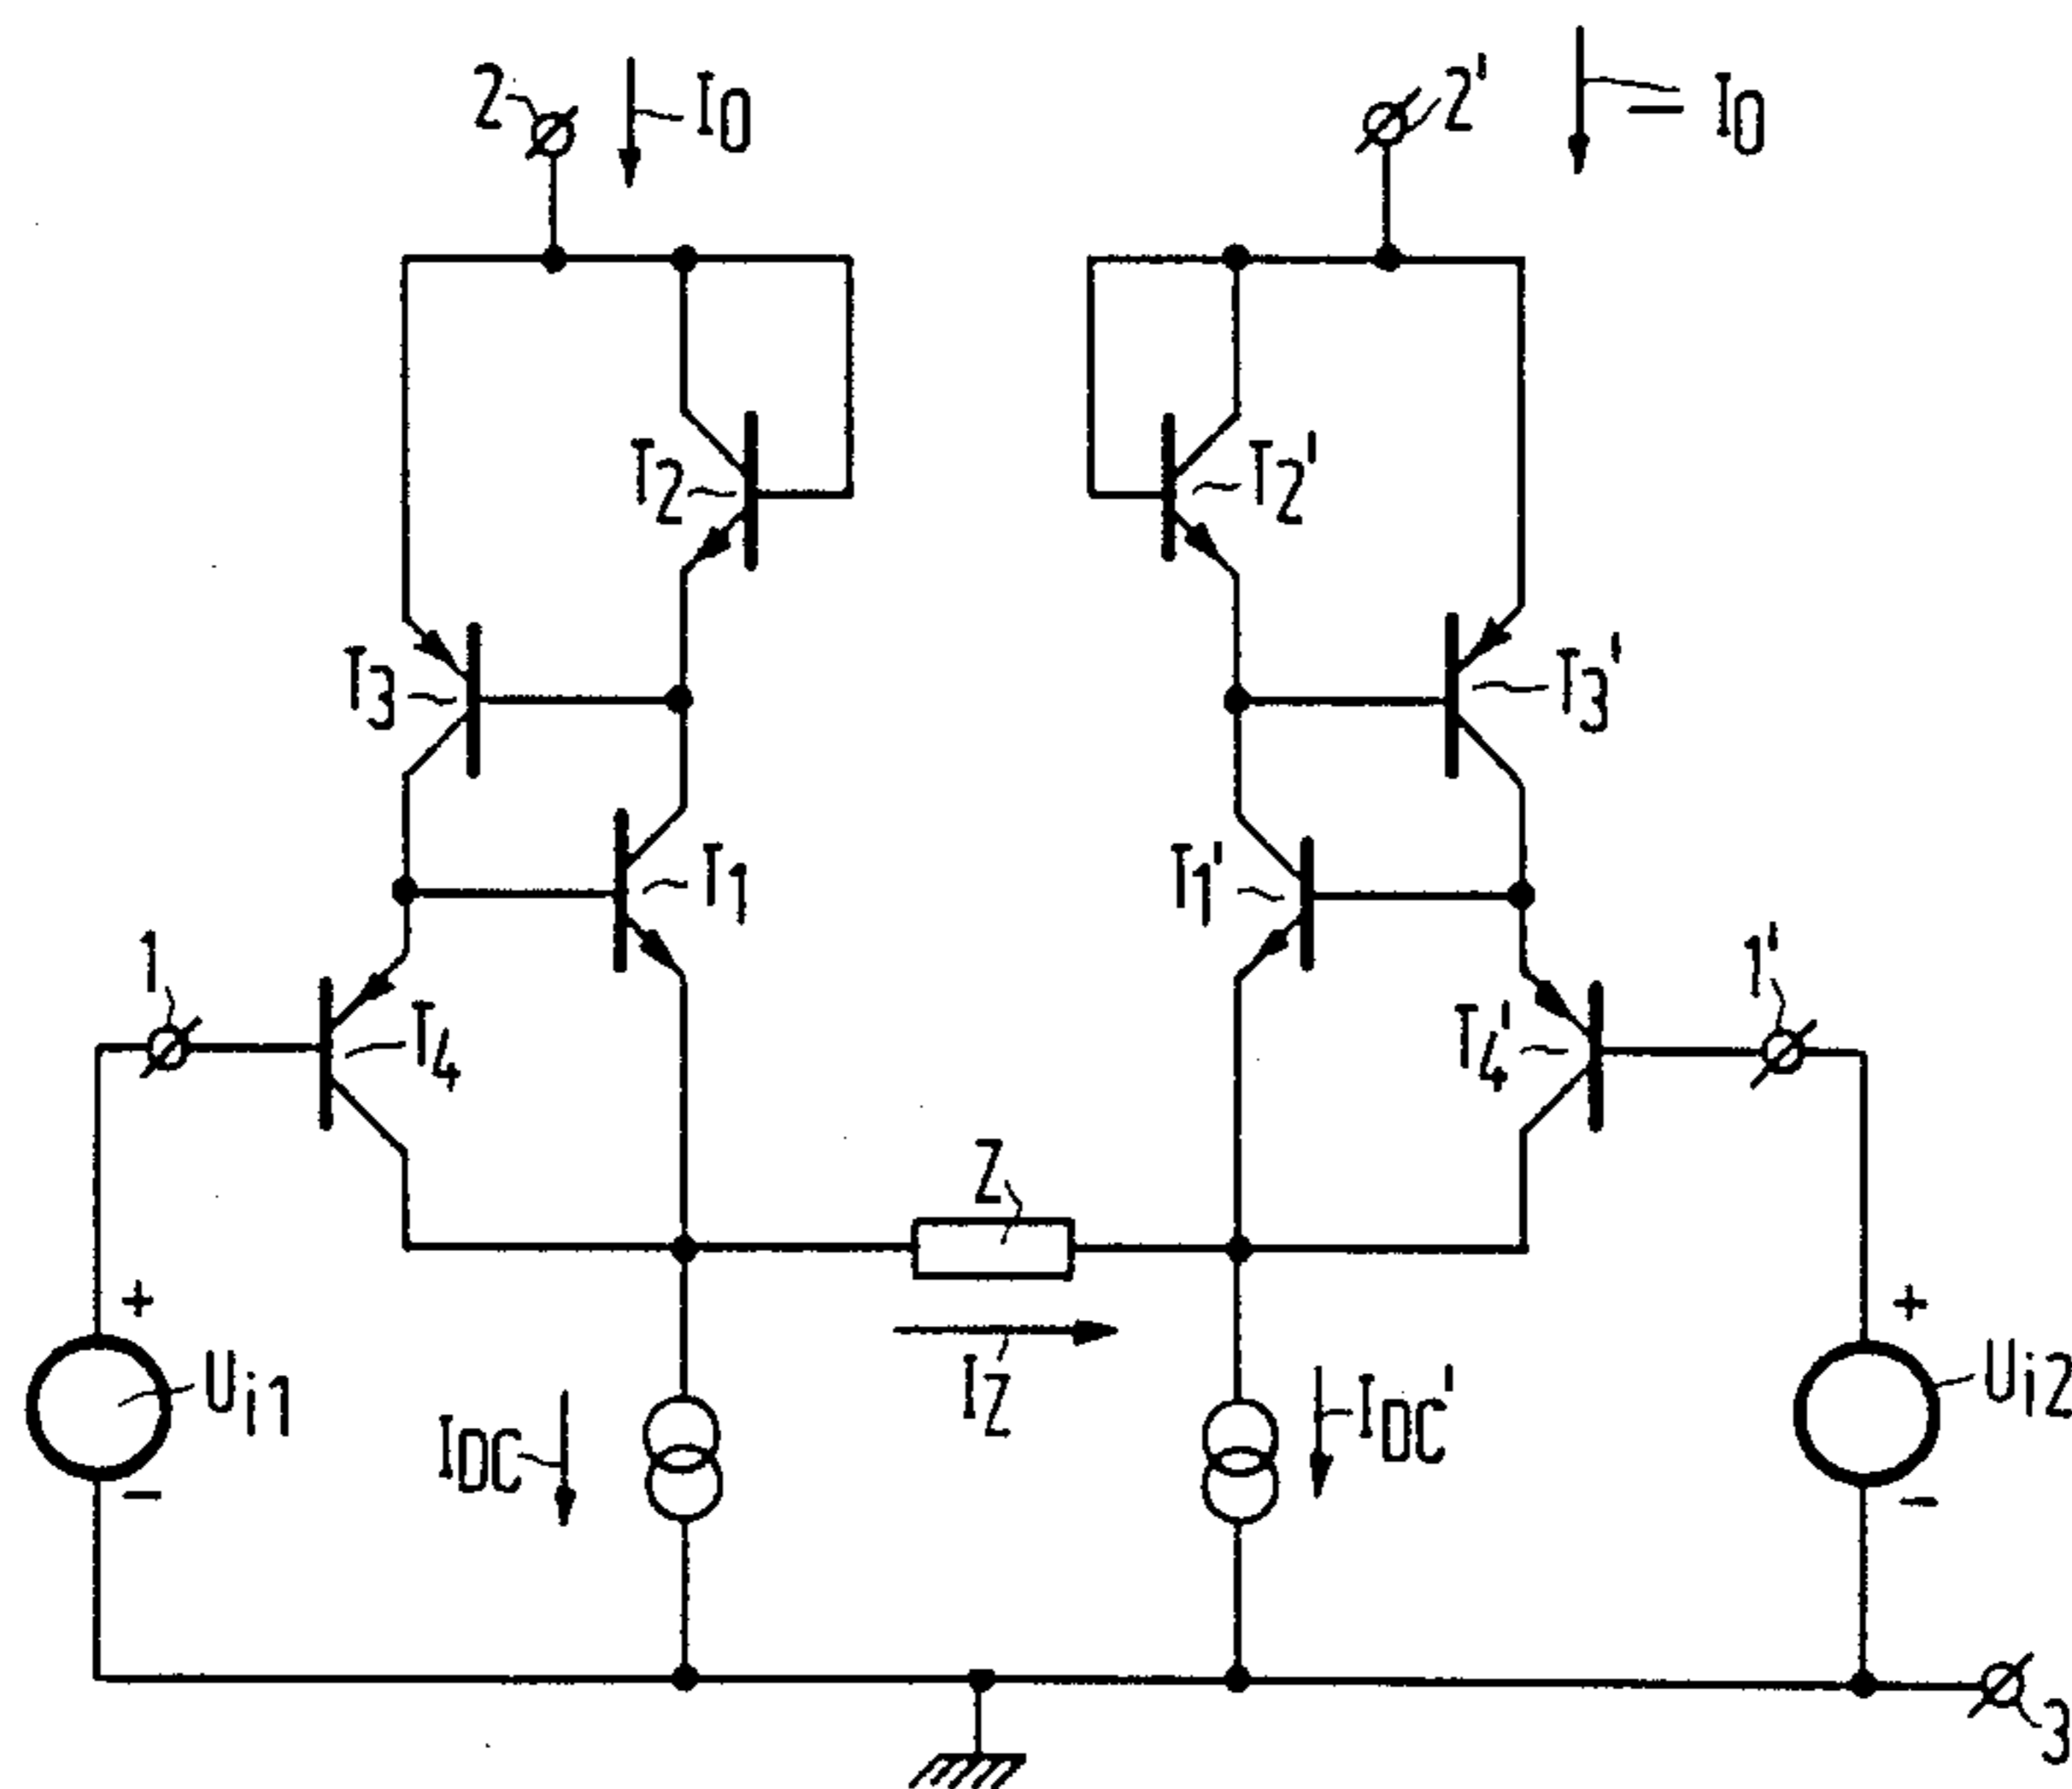 2 I0 2' – I0
T2 T2'
T3 T3'
T1 T1'
1 T4 T4' 1'
Z
+ +
Ui1 IDC IZ IDC' Ui2
– –
3